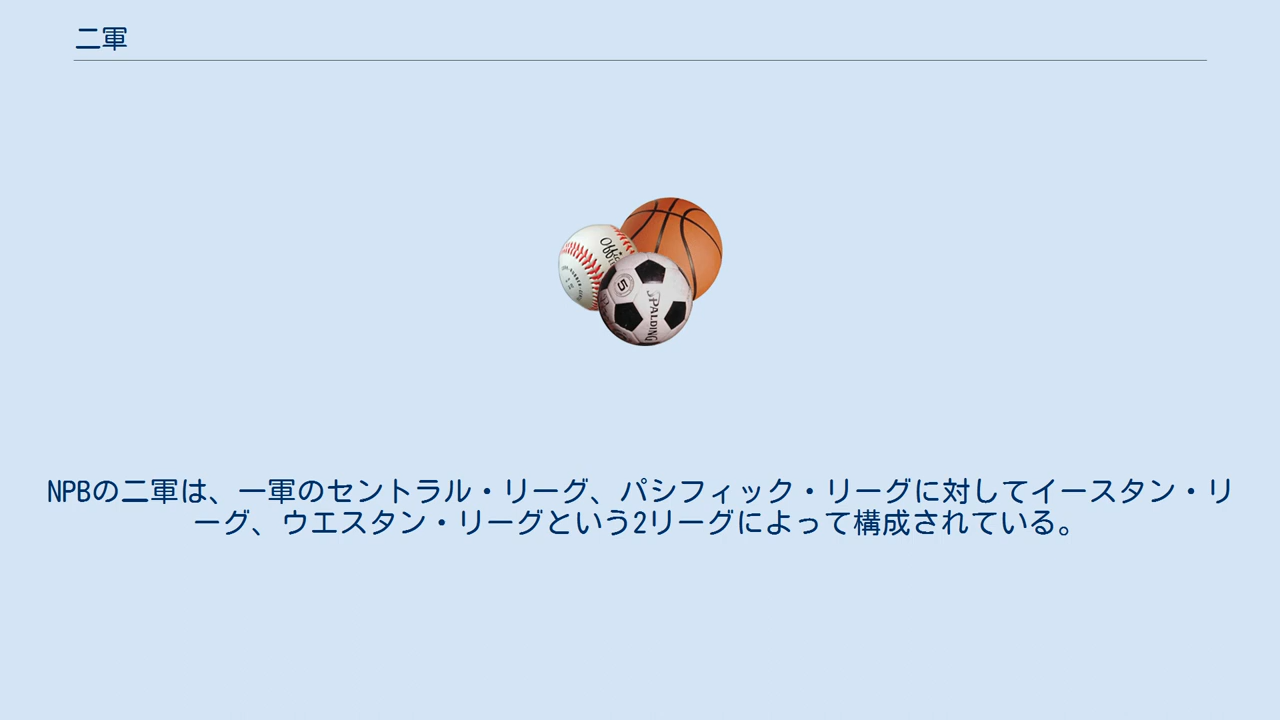 二軍
Offici
5
SPALDING
NPBの二軍は、一軍のセントラル・リーグ、パシフィック・リーグに対してイースタン・リ
ーグ、ウエスタン・リーグという2リーグによって構成されている。